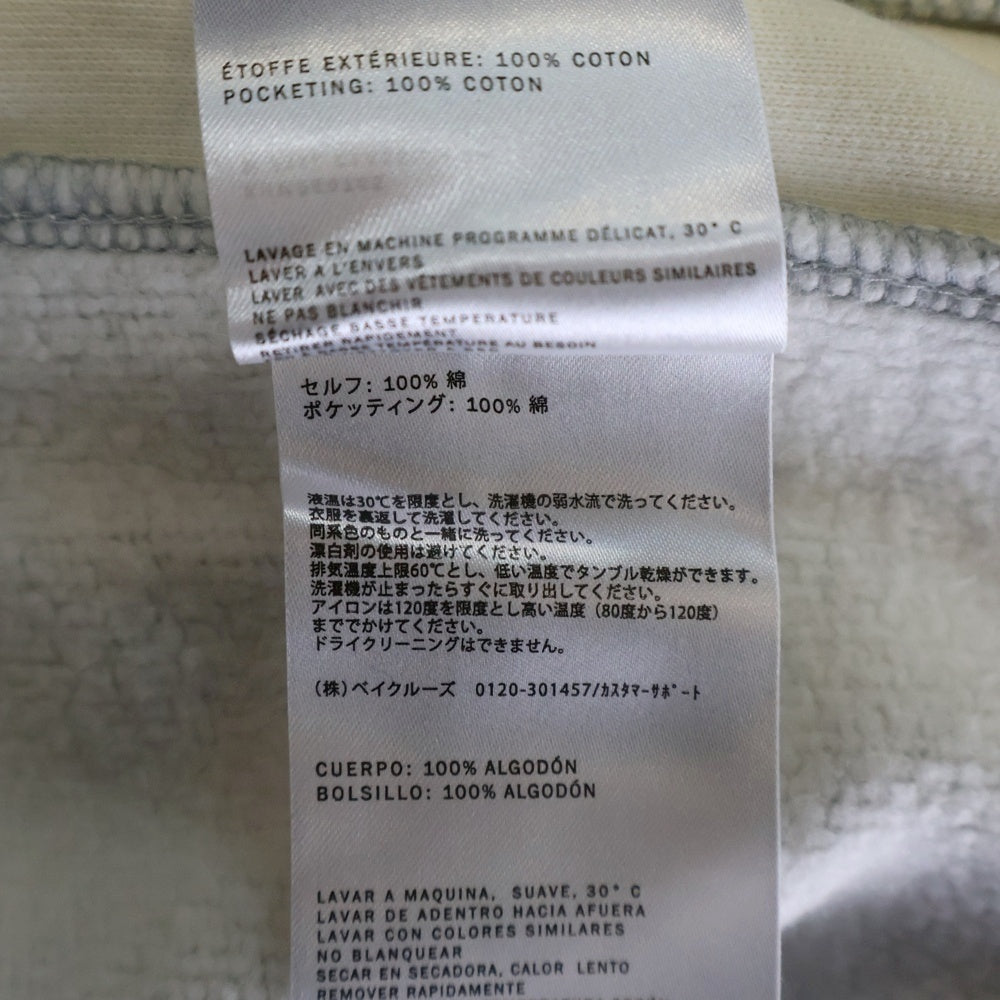 ÉTOFFE EXTÉRIEURE: 100% COTON
POCKETING: 100% COTON
LAVAGE EN MACHINE PROGRAMME DÉLICAT, 30° C
LAVER A L'ENVERS
LAVER AVEC DES VÊTEMENTS DE COULEURS SIMILAIRES
NE PAS BLANCHIR
SÉCHAGE BASSE TEMPERATURE
RETIRER RAPIDEMENT
TEMPÉRATURE AU BESOIN
セルフ: 100% 綿
ポケッティング: 100% 綿
液温は30℃を限度とし、洗濯機の弱水流で洗ってください。
衣服を裏返して洗濯してください。
同系色のものと一緒に洗ってください。
漂白剤の使用は避けてください。
排気温度上限60℃とし、低い温度でタンブル乾燥ができます。
洗濯機が止まったらすぐに取り出してください。
アイロンは120度を限度とし高い温度（80度から120度）
まででかけてください。
ドライクリーニングはできません。
（株）ベイクルーズ 0120-301457/ｶｽﾀﾏｰｻﾎﾟｰﾄ
CUERPO: 100% ALGODÓN
BOLSILLO: 100% ALGODÓN
LAVAR A MAQUINA, SUAVE, 30° C
LAVAR DE ADENTRO HACIA AFUERA
LAVAR CON COLORES SIMILARES
NO BLANQUEAR
SECAR EN SECADORA, CALOR LENTO
REMOVER RAPIDAMENTE